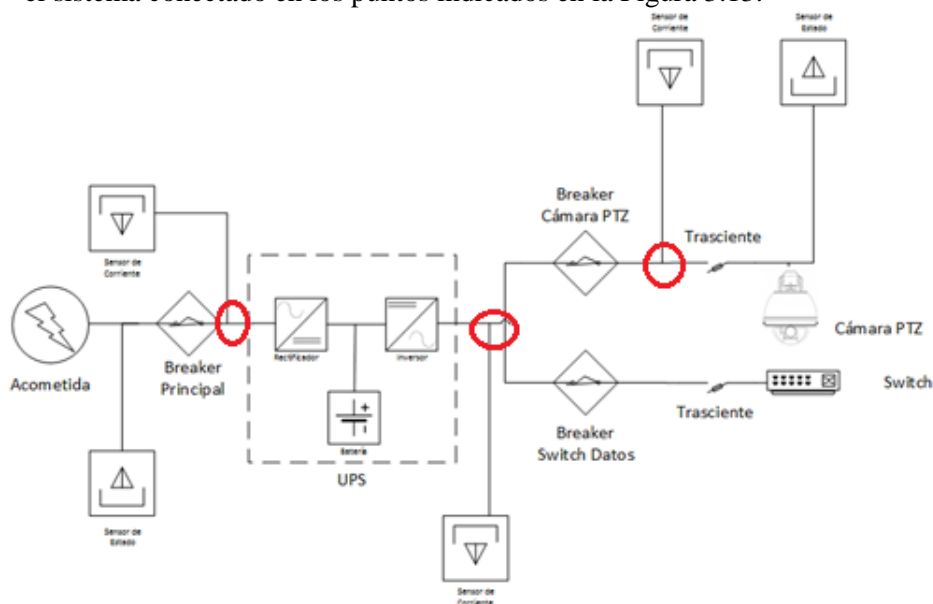 el sistema conectado en los puntos indicados en la Figura 3.15.
Sensor de
Corriente
Sensor de
Estado
Breaker
Cámara PTZ
Trasciente
Sensor de
Corriente
Rectificador
Inversor
Cámara PTZ
Acometida
Breaker
Principal
Batería
Trasciente
Switch
Breaker
Switch Datos
UPS
Sensor de
Estado
Sensor de
Corriente